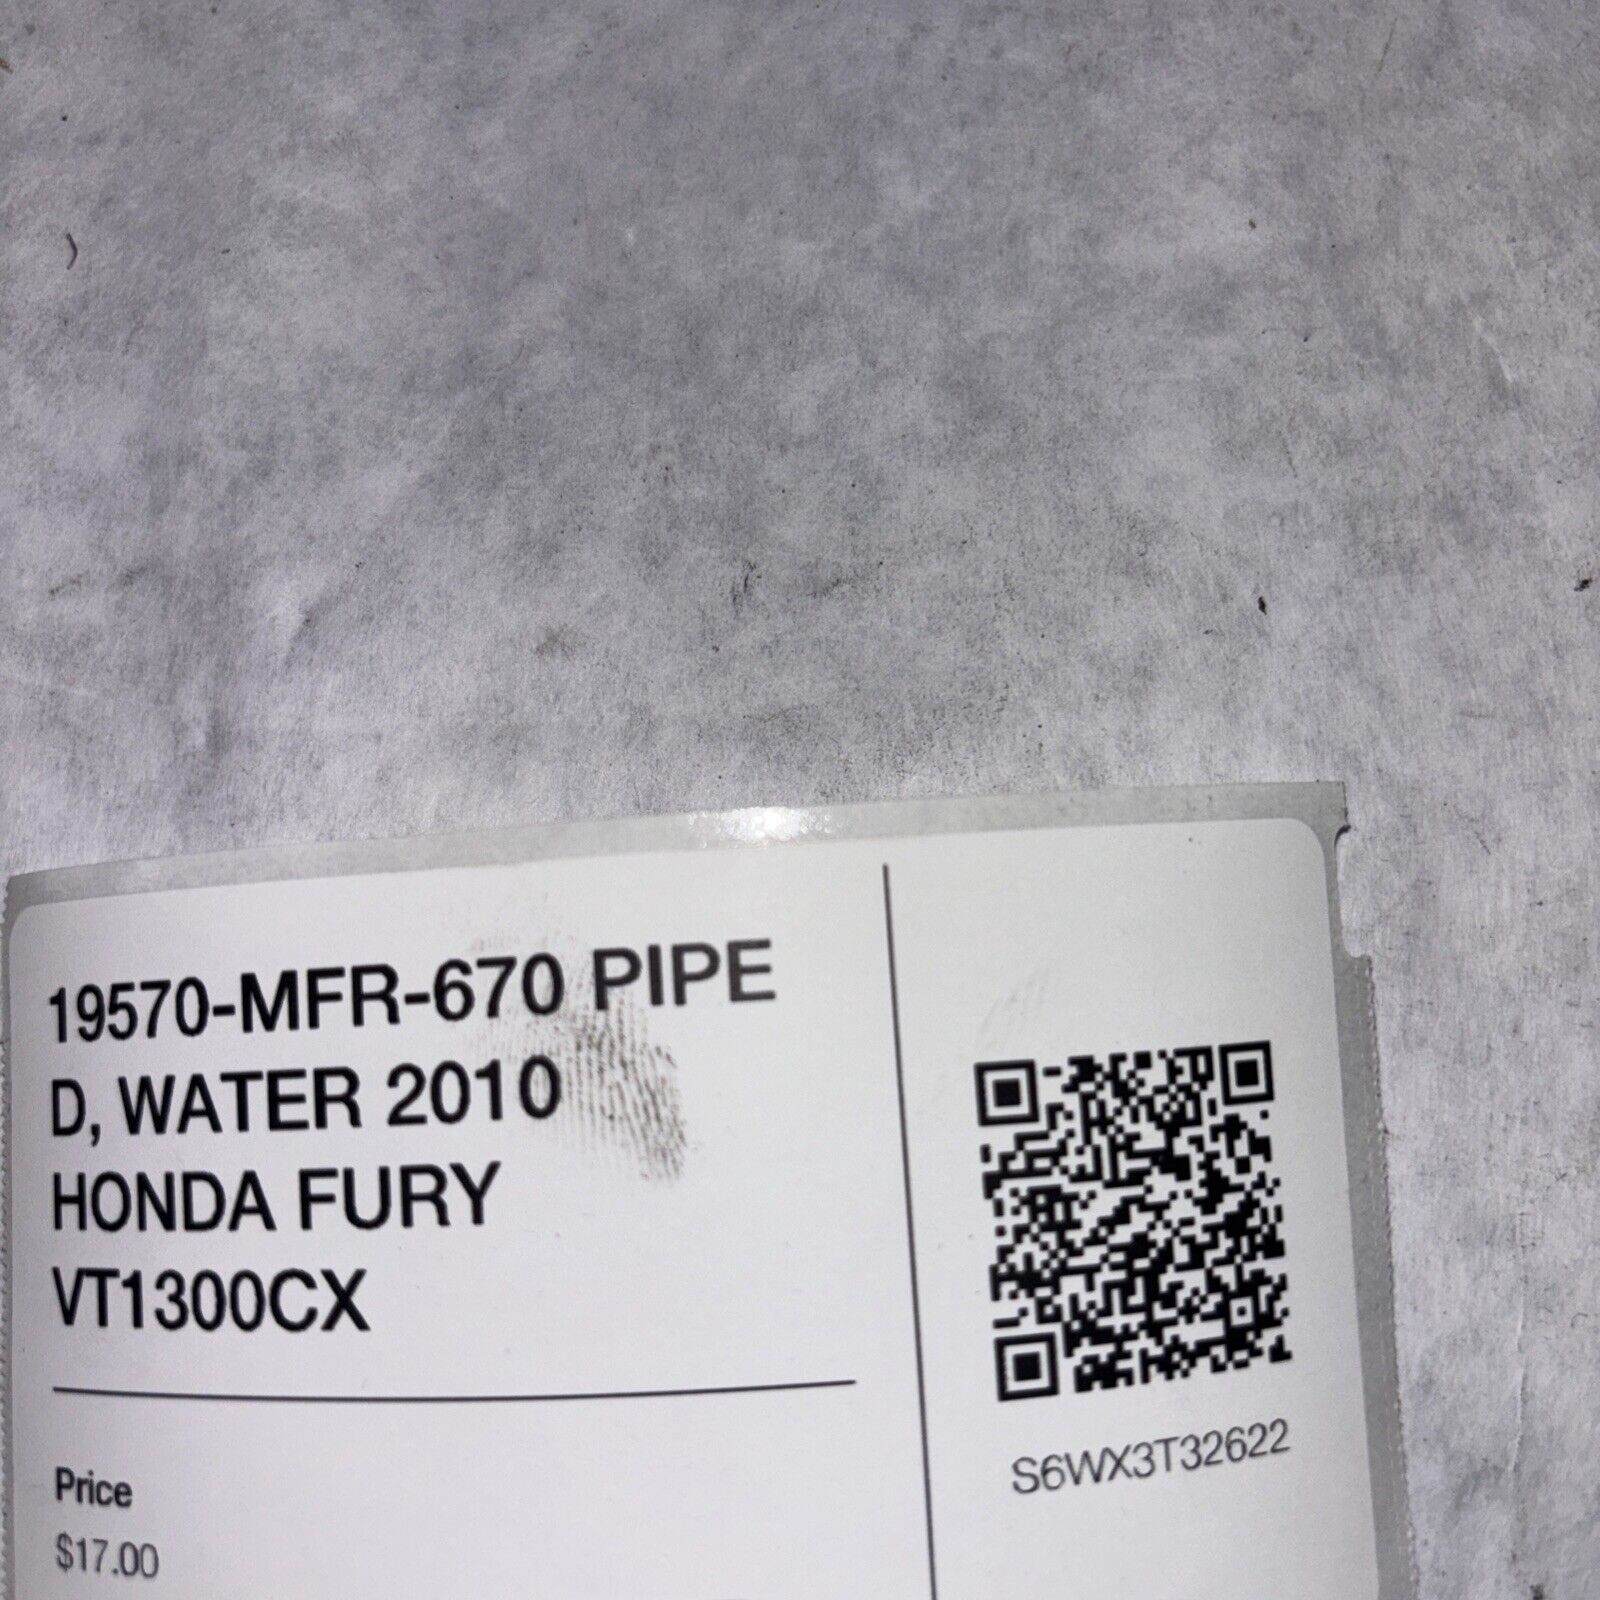 19570-MFR-670 PIPE
D, WATER 2010
HONDA FURY
VT1300CX
Price
$17.00
S6WX3T32622